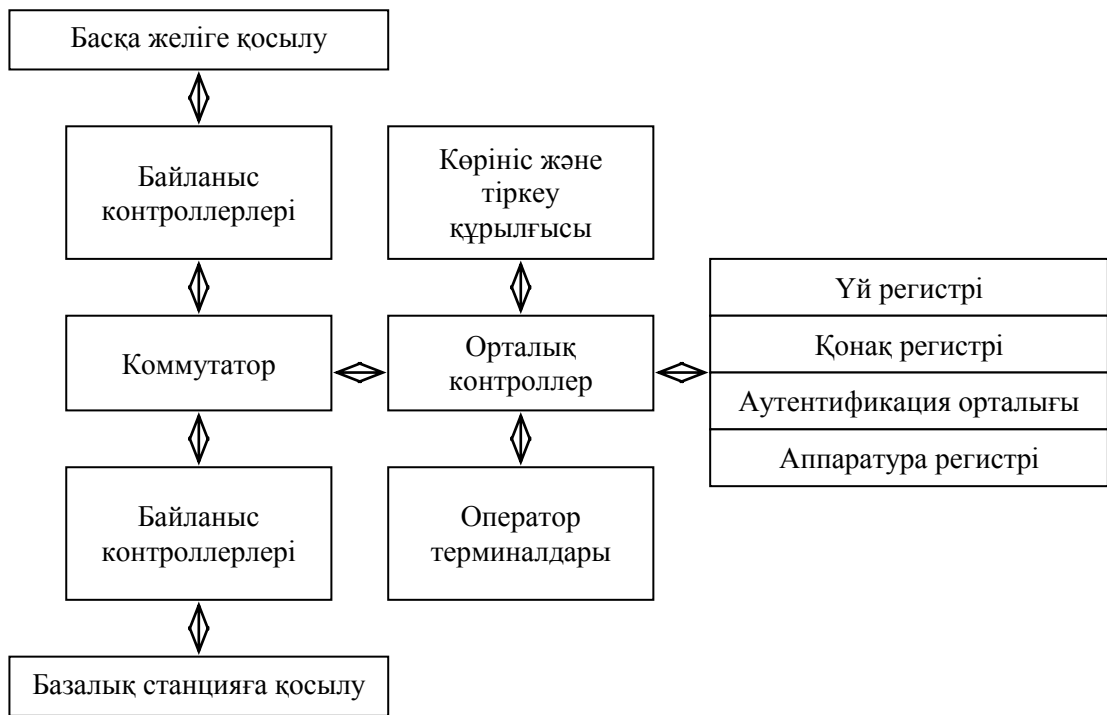 Басқа желіге қосылу
Байланыс
контроллерлері
Көрініс және
тіркеу
құрылғысы
Коммутатор
Орталық
контроллер
Үй регистрі
Қонақ регистрі
Аутентификация орталығы
Аппаратура регистрі
Байланыс
контроллерлері
Оператор
терминалдары
Базалық станцияға қосылу